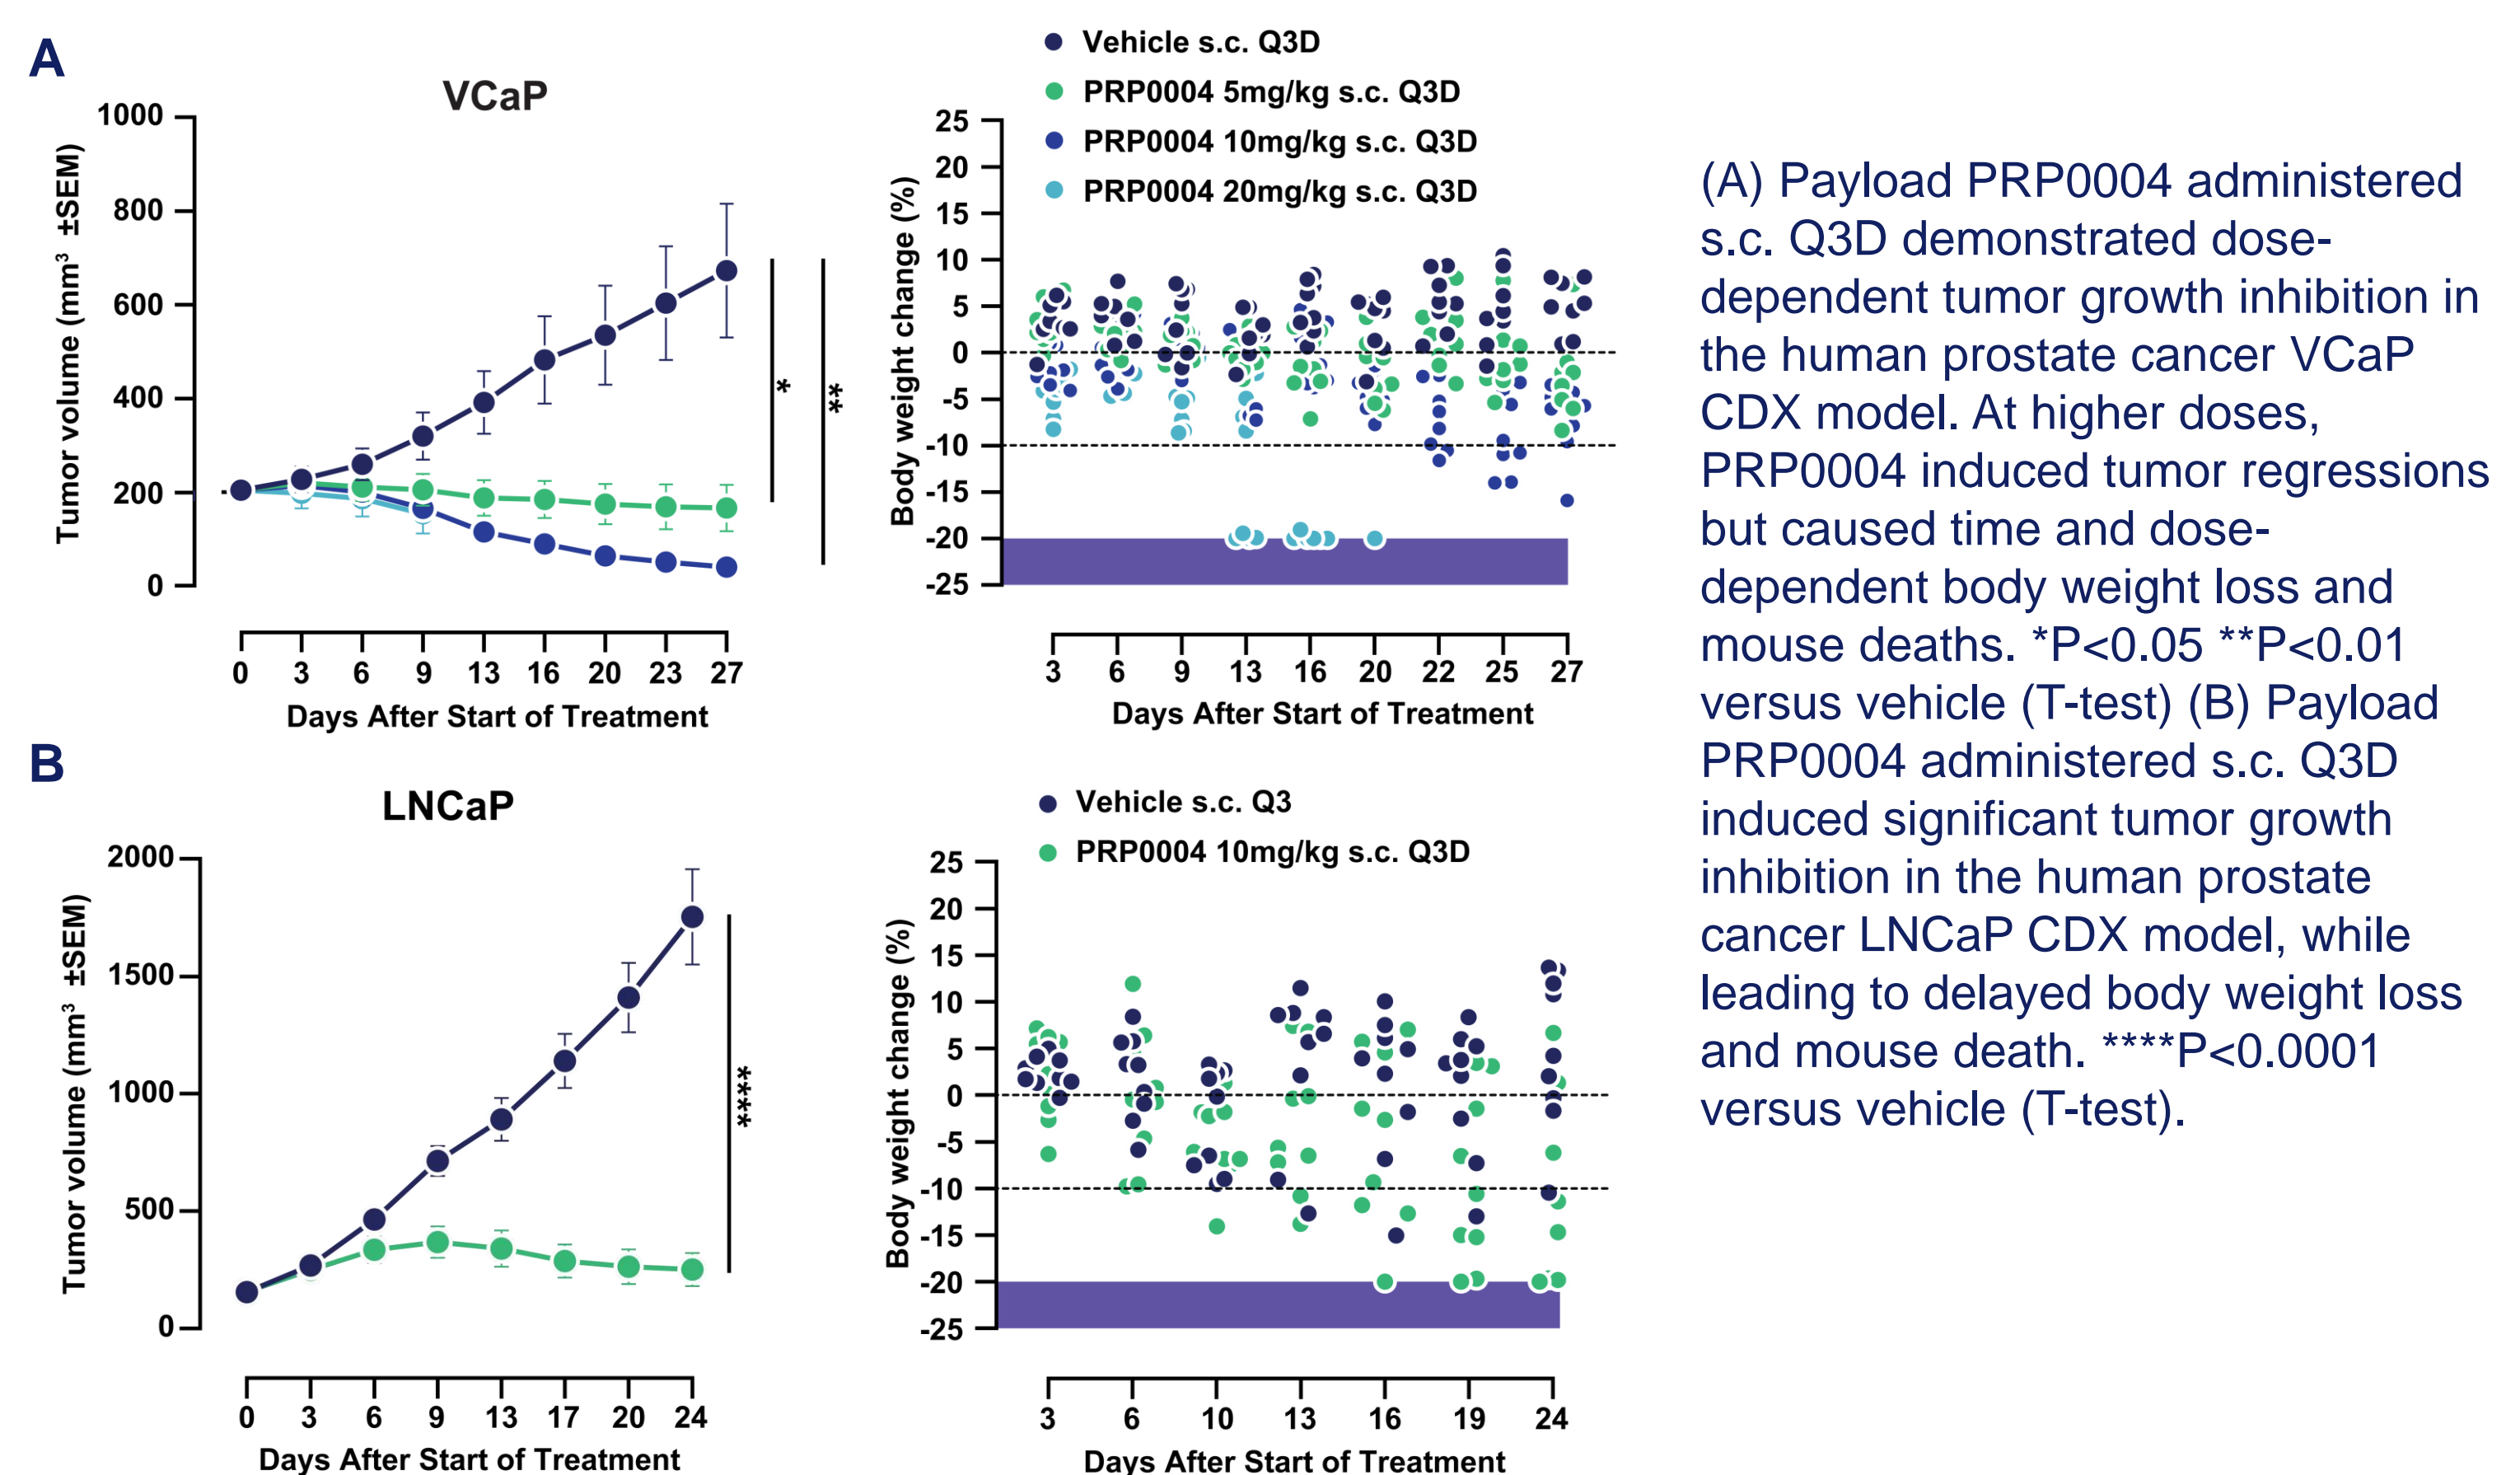 A
VCaP
Tumor volume (mm³ ±SEM)
1000
800
600
400
200
0
*
**
0 3 6 9 13 16 20 23 27
Days After Start of Treatment
Vehicle s.c. Q3D
PRP0004 5mg/kg s.c. Q3D
PRP0004 10mg/kg s.c. Q3D
PRP0004 20mg/kg s.c. Q3D
Body weight change (%)
25
20
15
10
5
0
-5
-10
-15
-20
-25
3 6 9 13 16 20 22 25 27
Days After Start of Treatment
B
LNCaP
Tumor volume (mm³ ±SEM)
2000
1500
1000
500
0
****
0 3 6 9 13 17 20 24
Days After Start of Treatment
Vehicle s.c. Q3
PRP0004 10mg/kg s.c. Q3D
Body weight change (%)
25
20
15
10
5
0
-5
-10
-15
-20
-25
3 6 10 13 16 19 24
Days After Start of Treatment
(A) Payload PRP0004 administered
s.c. Q3D demonstrated dose-
dependent tumor growth inhibition in
the human prostate cancer VCaP
CDX model. At higher doses,
PRP0004 induced tumor regressions
but caused time and dose-
dependent body weight loss and
mouse deaths. *P<0.05 **P<0.01
versus vehicle (T-test) (B) Payload
PRP0004 administered s.c. Q3D
induced significant tumor growth
inhibition in the human prostate
cancer LNCaP CDX model, while
leading to delayed body weight loss
and mouse death. ****P<0.0001
versus vehicle (T-test).